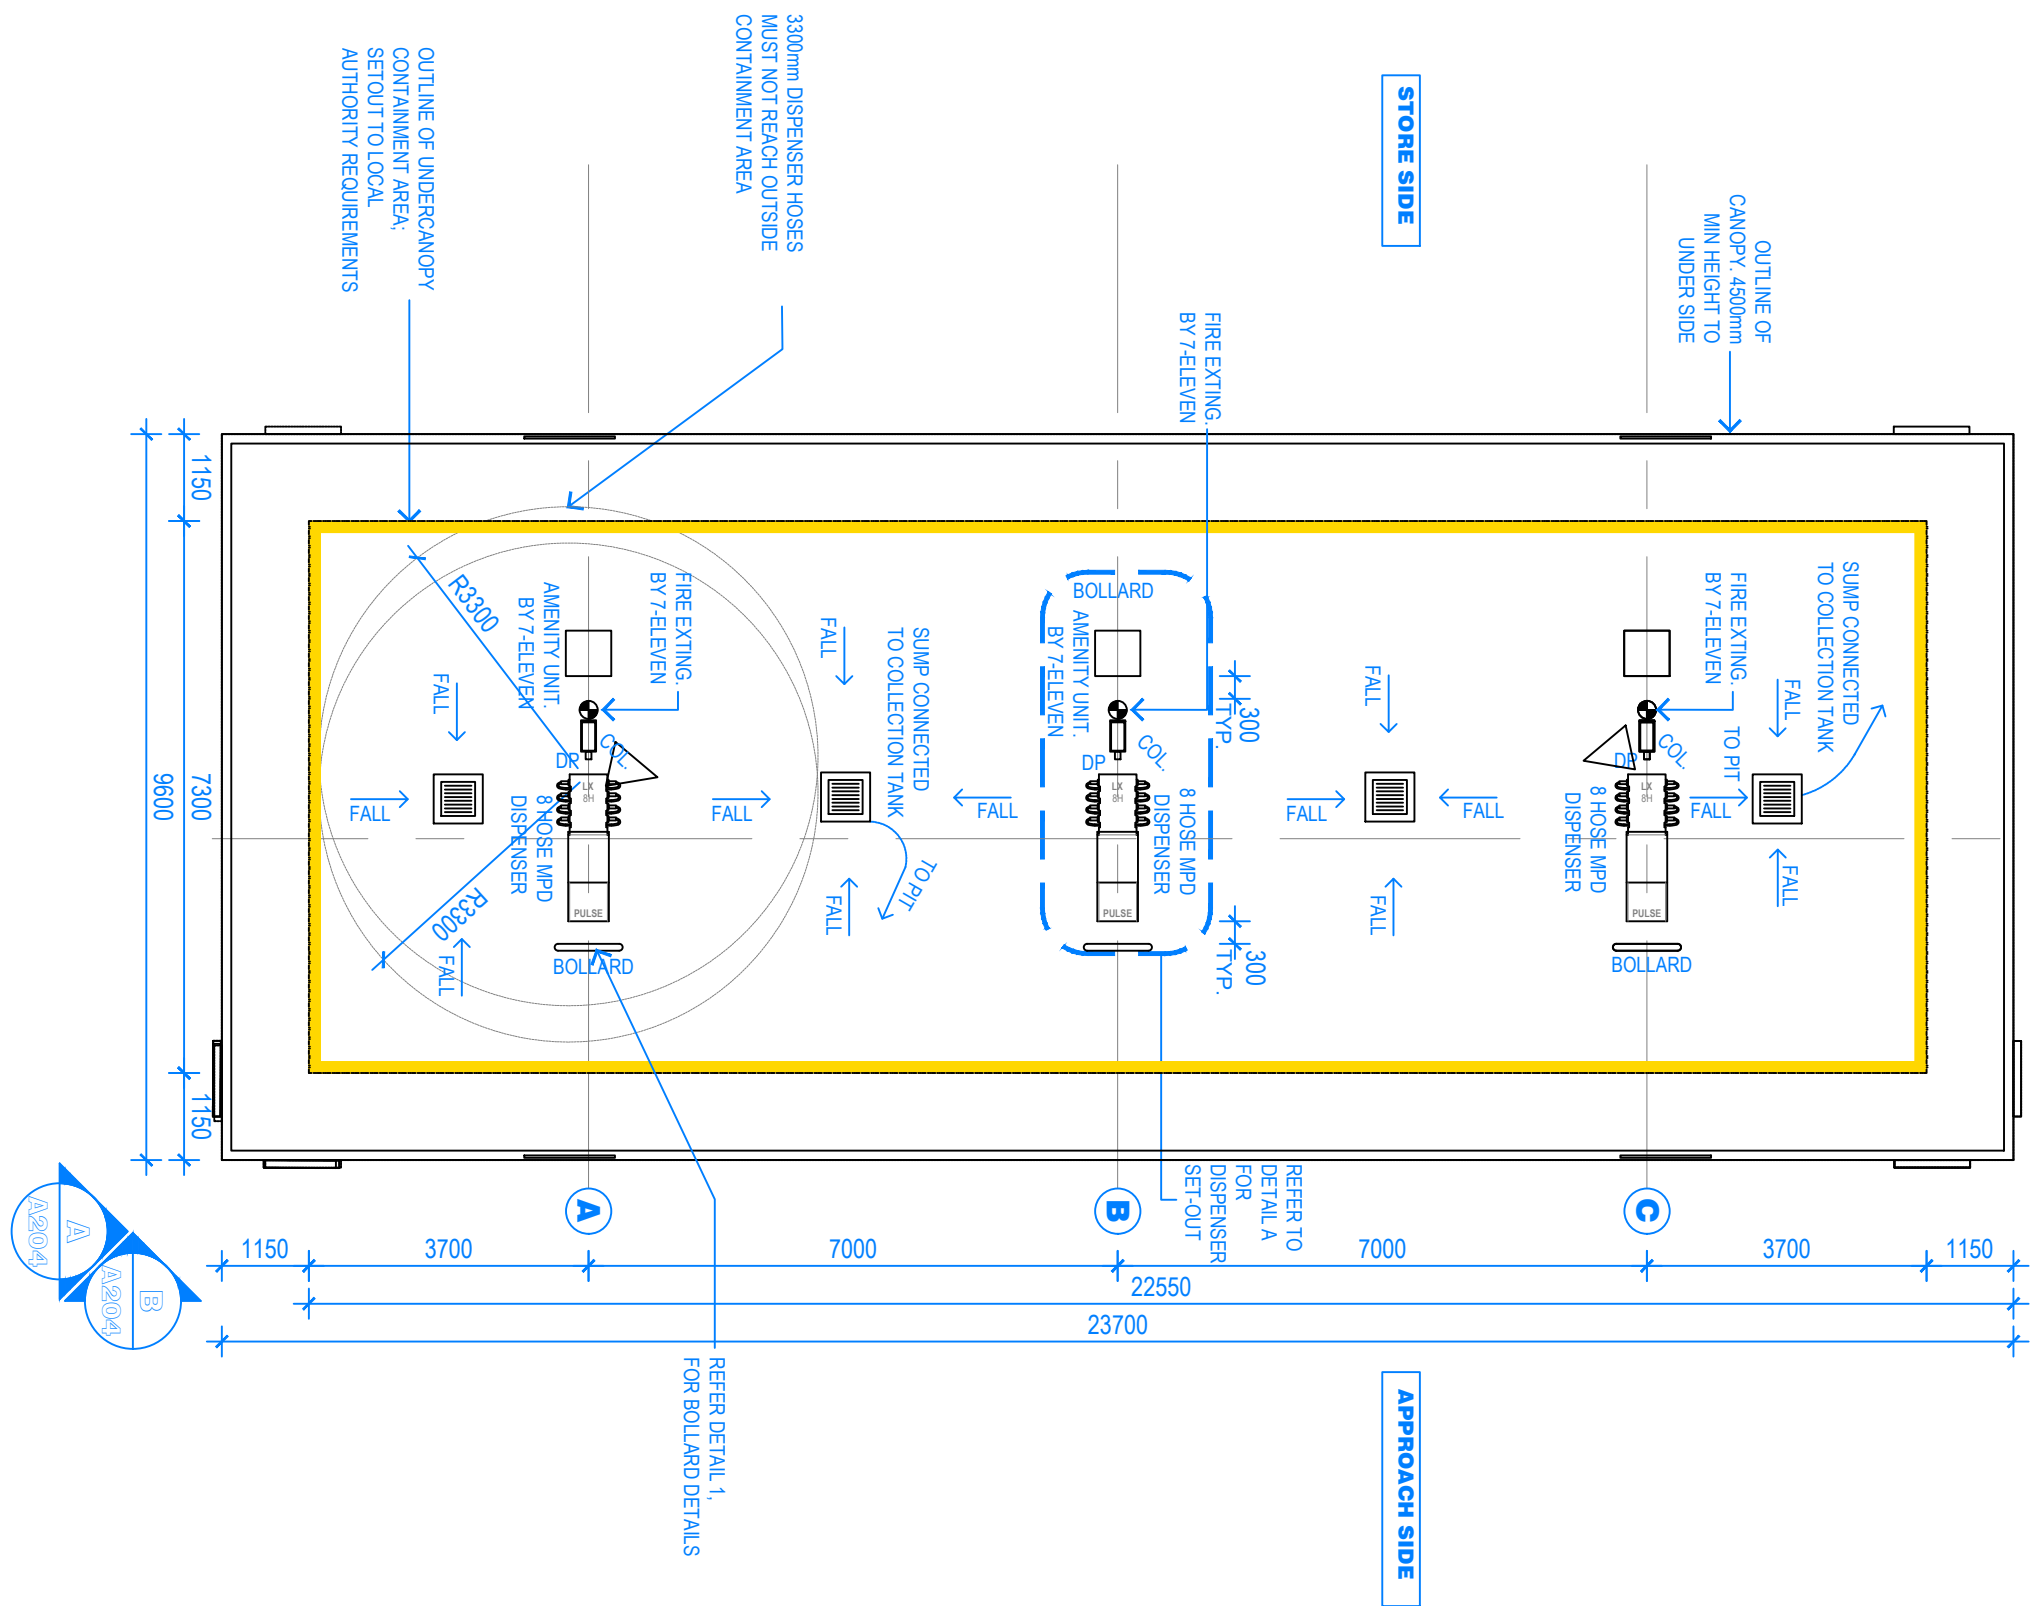 STORE SIDE
3300mm DISPENSER HOSES
MUST NOT REACH OUTSIDE
CONTAINMENT AREA
OUTLINE OF UNDERCANOPY
CONTAINMENT AREA;
SETOUT TO LOCAL
AUTHORITY REQUIREMENTS
OUTLINE OF
CANOPY. 4500mm
MIN HEIGHT TO
UNDER SIDE
FIRE EXTING.
BY 7-ELEVEN
1150
7300
9600
1150
R3300
R3300
AMENITY UNIT.
BY 7-ELEVEN
FIRE EXTING.
BY 7-ELEVEN
FALL
FALL
FALL
DP
COL.
LX
8H
8 HOSE MPD
DISPENSER
PULSE
BOLLARD
FALL
FALL
FALL
SUMP CONNECTED
TO COLLECTION TANK
TO PIT
FALL
BOLLARD
AMENITY UNIT.
BY 7-ELEVEN
300
TYP.
DP
COL.
LX
8H
8 HOSE MPD
DISPENSER
PULSE
300
TYP.
FALL
FALL
FALL
FALL
FIRE EXTING.
BY 7-ELEVEN
SUMP CONNECTED
TO COLLECTION TANK
TO PIT
DP
COL.
LX
8H
8 HOSE MPD
DISPENSER
PULSE
BOLLARD
FALL
FALL
FALL
REFER TO
DETAIL A
FOR
DISPENSER
SET-OUT
A
B
C
A
A204
B
A204
1150
3700
7000
7000
3700
1150
22550
23700
REFER DETAIL 1,
FOR BOLLARD DETAILS
APPROACH SIDE